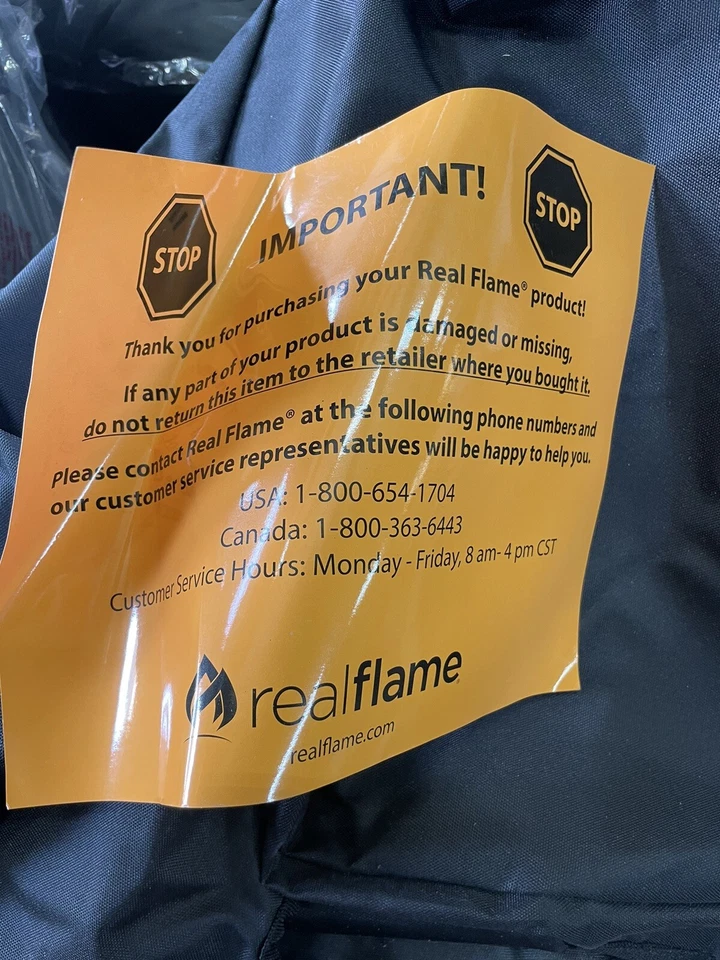 IMPORTANT!
STOP
STOP
Thank you for purchasing your Real Flame® product!
If any part of your product is damaged or missing,
do not return this item to the retailer where you bought it.
Please contact Real Flame® at the following phone numbers and
our customer service representatives will be happy to help you.
USA: 1-800-654-1704
Canada: 1-800-363-6443
Customer Service Hours: Monday - Friday, 8 am- 4 pm CST
realflame
realflame.com